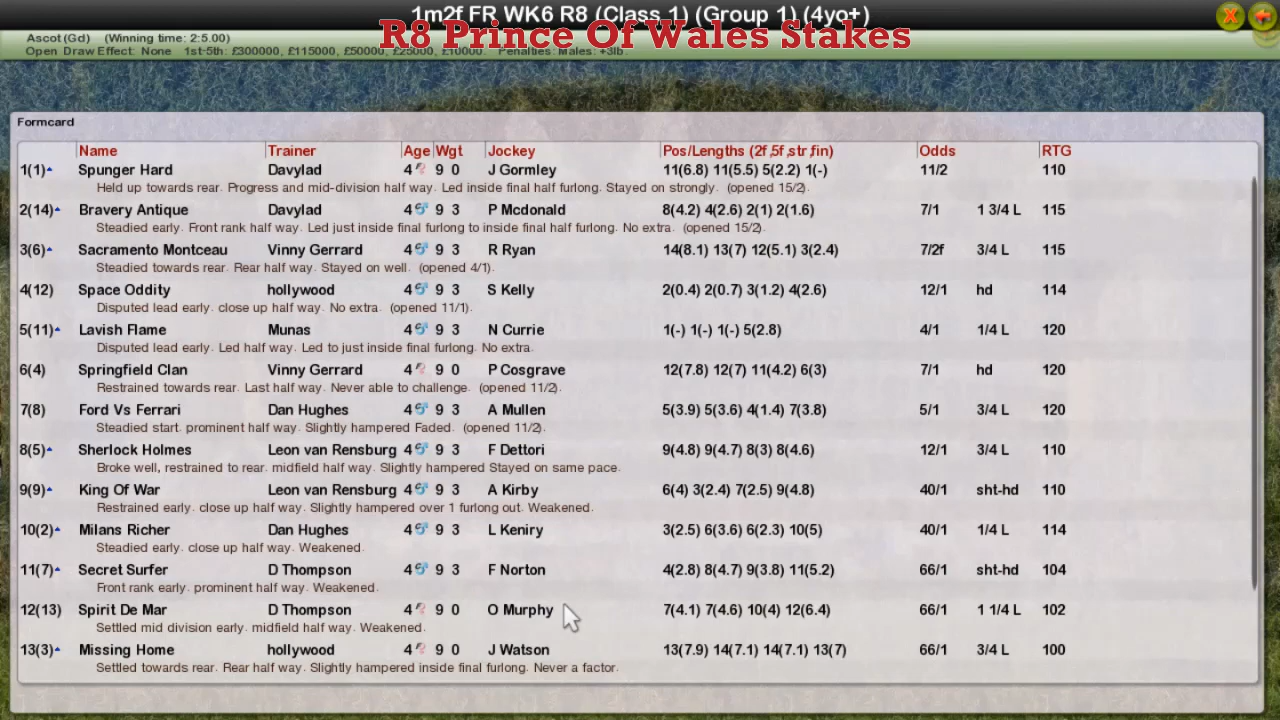 1m2f FR WK6 R8 (Class 1) (Group 1) (4yo+)
R8 Prince Of Wales Stakes
Ascot(Gd) (Winning time: 2:5.00)
Open Draw Effect: None 1st-5th: £300000, £115000, £50000, £25000, £10000. Penalties: Males: +3lb.
Formcard
Name Trainer Age Wgt Jockey Pos/Lengths (2f,5f,str,fin) Odds RTG
1(1) Spunger Hard Davylad 4 9 0 J Gormley 11(6.8) 11(5.5) 5(2.2) 1(-) 11/2 110
Held up towards rear. Progress and mid-division half way. Led inside final half furlong. Stayed on strongly. (opened 15/2).
2(14) Bravery Antique Davylad 4 9 3 P Mcdonald 8(4.2) 4(2.6) 2(1) 2(1.6) 7/1 1 3/4 L 115
Steadied early. Front rank half way. Led just inside final furlong to inside final half furlong. No extra. (opened 15/2).
3(6) Sacramento Montceau Vinny Gerrard 4 9 3 R Ryan 14(8.1) 13(7) 12(5.1) 3(2.4) 7/2f 3/4 L 115
Steadied towards rear. Rear half way. Stayed on well. (opened 4/1).
4(12) Space Oddity hollywood 4 9 3 S Kelly 2(0.4) 2(0.7) 3(1.2) 4(2.6) 12/1 hd 114
Disputed lead early. close up half way. No extra. (opened 11/1).
5(11) Lavish Flame Munas 4 9 3 N Currie 1(-) 1(-) 1(-) 5(2.8) 4/1 1/4 L 120
Disputed lead early. Led half way. Led to just inside final furlong. No extra.
6(4) Springfield Clan Vinny Gerrard 4 9 0 P Cosgrave 12(7.8) 12(7) 11(4.2) 6(3) 7/1 hd 120
Restrained towards rear. Last half way. Never able to challenge. (opened 11/2).
7(8) Ford Vs Ferrari Dan Hughes 4 9 3 A Mullen 5(3.9) 5(3.6) 4(1.4) 7(3.8) 5/1 3/4 L 120
Steadied start. prominent half way. Slightly hampered Faded. (opened 11/2).
8(5) Sherlock Holmes Leon van Rensburg 4 9 3 F Dettori 9(4.8) 9(4.7) 8(3) 8(4.6) 12/1 3/4 L 110
Broke well, restrained to rear. midfield half way. Slightly hampered Stayed on same pace.
9(9) King Of War Leon van Rensburg 4 9 3 A Kirby 6(4) 3(2.4) 7(2.5) 9(4.8) 40/1 sht-hd 110
Restrained early. close up half way. Slightly hampered over 1 furlong out. Weakened.
10(2) Milans Richer Dan Hughes 4 9 3 L Keniry 3(2.5) 6(3.6) 6(2.3) 10(5) 40/1 1/4 L 114
Steadied early. close up half way. Weakened.
11(7) Secret Surfer D Thompson 4 9 3 F Norton 4(2.8) 8(4.7) 9(3.8) 11(5.2) 66/1 sht-hd 104
Front rank early. prominent half way. Weakened.
12(13) Spirit De Mar D Thompson 4 9 0 O Murphy 7(4.1) 7(4.6) 10(4) 12(6.4) 66/1 1 1/4 L 102
Settled mid division early. midfield half way. Weakened.
13(3) Missing Home hollywood 4 9 0 J Watson 13(7.9) 14(7.1) 14(7.1) 13(7) 66/1 3/4 L 100
Settled towards rear. Rear half way. Slightly hampered inside final furlong. Never a factor.